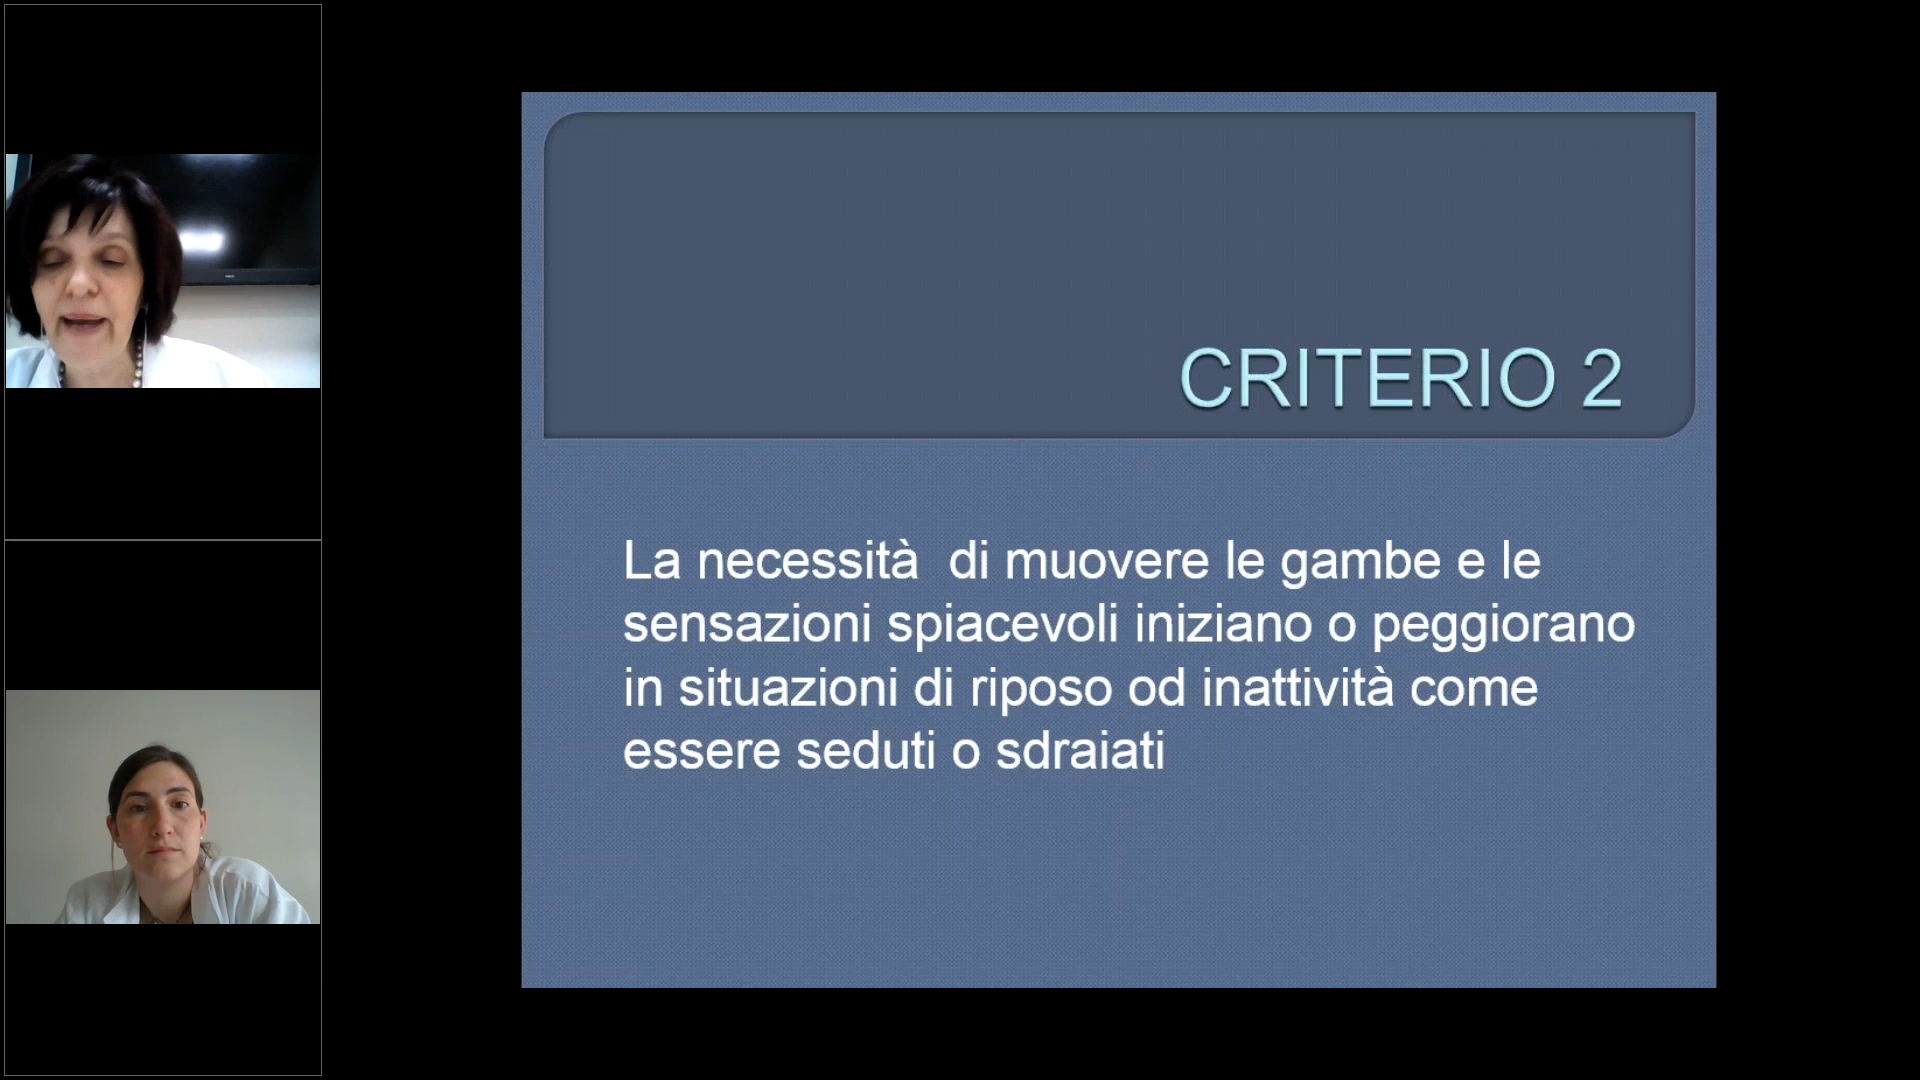 CRITERIO 2
La necessità  di muovere le gambe e le
sensazioni spiacevoli iniziano o peggiorano
in situazioni di riposo od inattività come
essere seduti o sdraiati